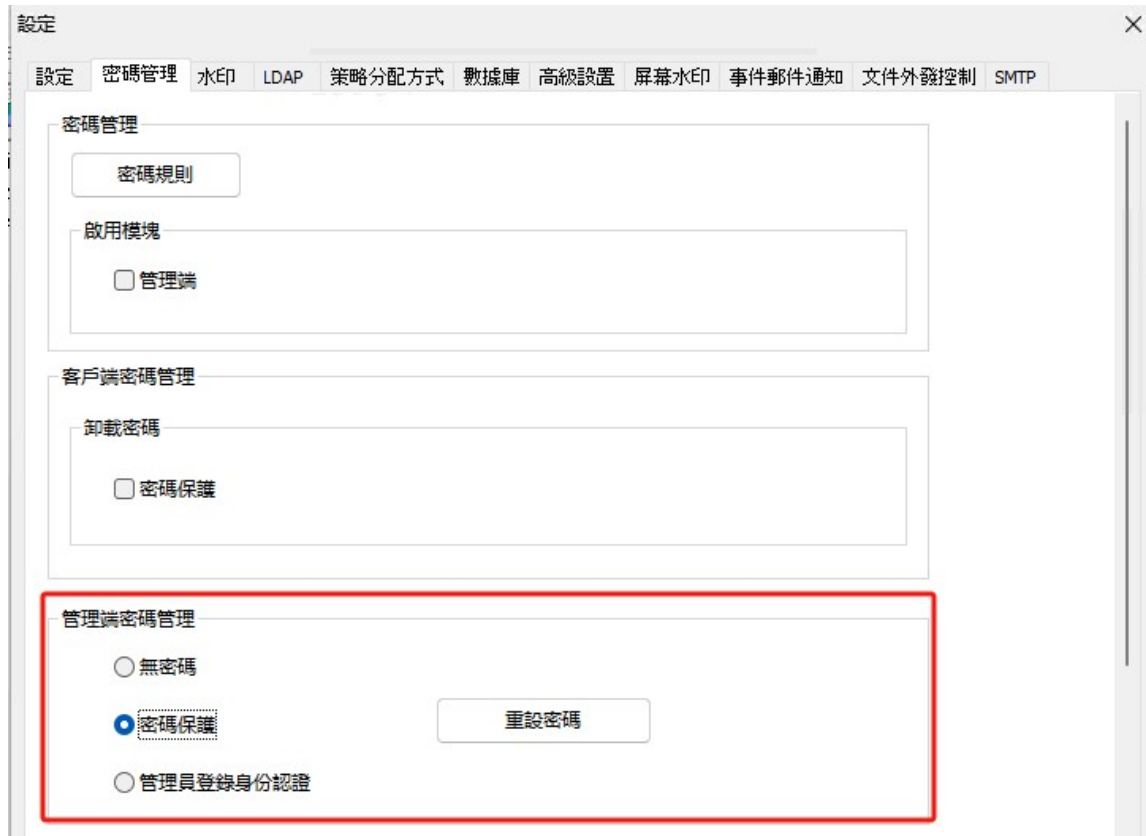 設定
設定 密碼管理 水印 LDAP 策略分配方式 數據庫 高級設置 屏幕水印 事件郵件通知 文件外發控制 SMTP
密碼管理
密碼規則
啟用模塊
管理端
客戶端密碼管理
卸載密碼
密碼保護
管理端密碼管理
無密碼
密碼保護 重設密碼
管理員登錄身份認證